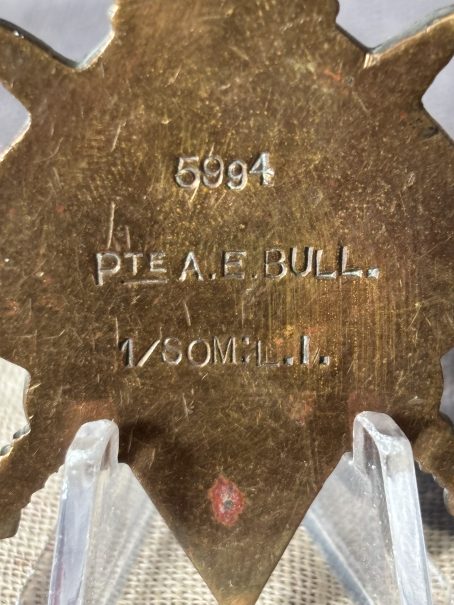 5994
PTE A.E. BULL.
1/SOM: L.I.